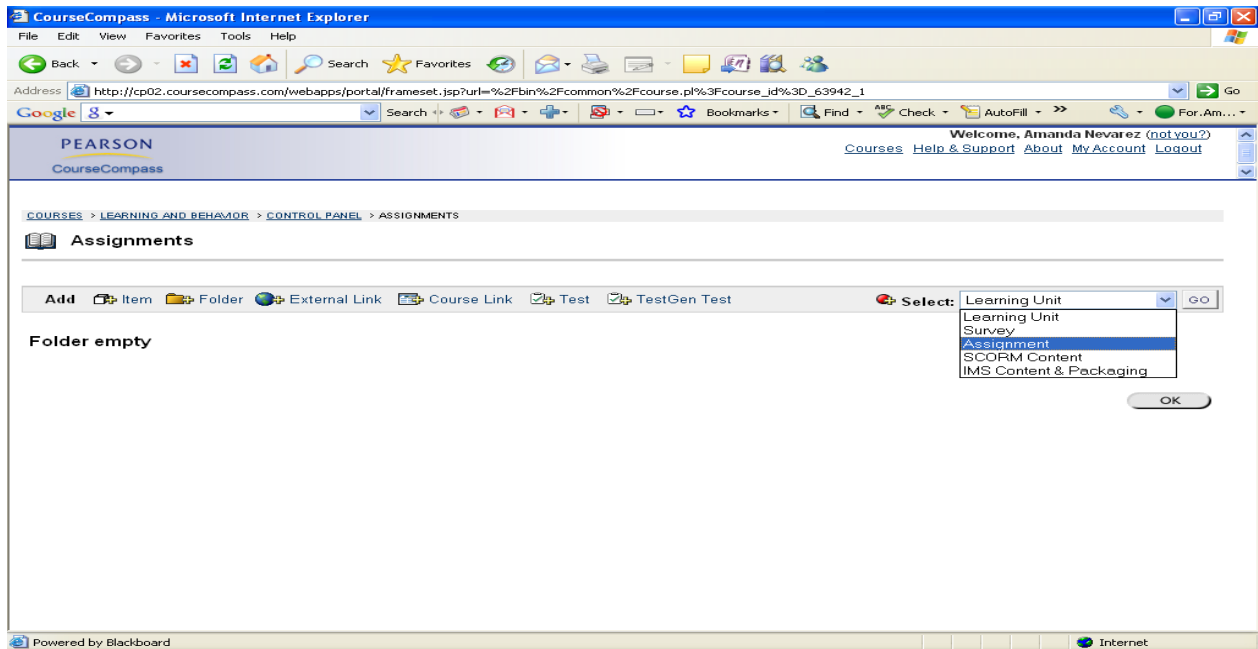 CourseCompass - Microsoft Internet Explorer
File Edit View Favorites Tools Help
Back Search Favorites
Address http://cp02.coursecompass.com/webapps/portal/frameset.jsp?url=%2Fbin%2Fcommon%2Fcourse.pl%3Fcourse_id%3D_63942_1 Go
Google 8 Search Bookmarks Find ABC Check AutoFill >> For.Am...
PEARSON
CourseCompass
Welcome, Amanda Nevarez (not you?)
Courses Help & Support About My Account Logout
COURSES > LEARNING AND BEHAVIOR > CONTROL PANEL > ASSIGNMENTS
Assignments
Add Item Folder External Link Course Link Test TestGen Test Select: Learning Unit GO
Learning Unit
Survey
Assignment
SCORM Content
IMS Content & Packaging
Folder empty
OK
Powered by Blackboard Internet